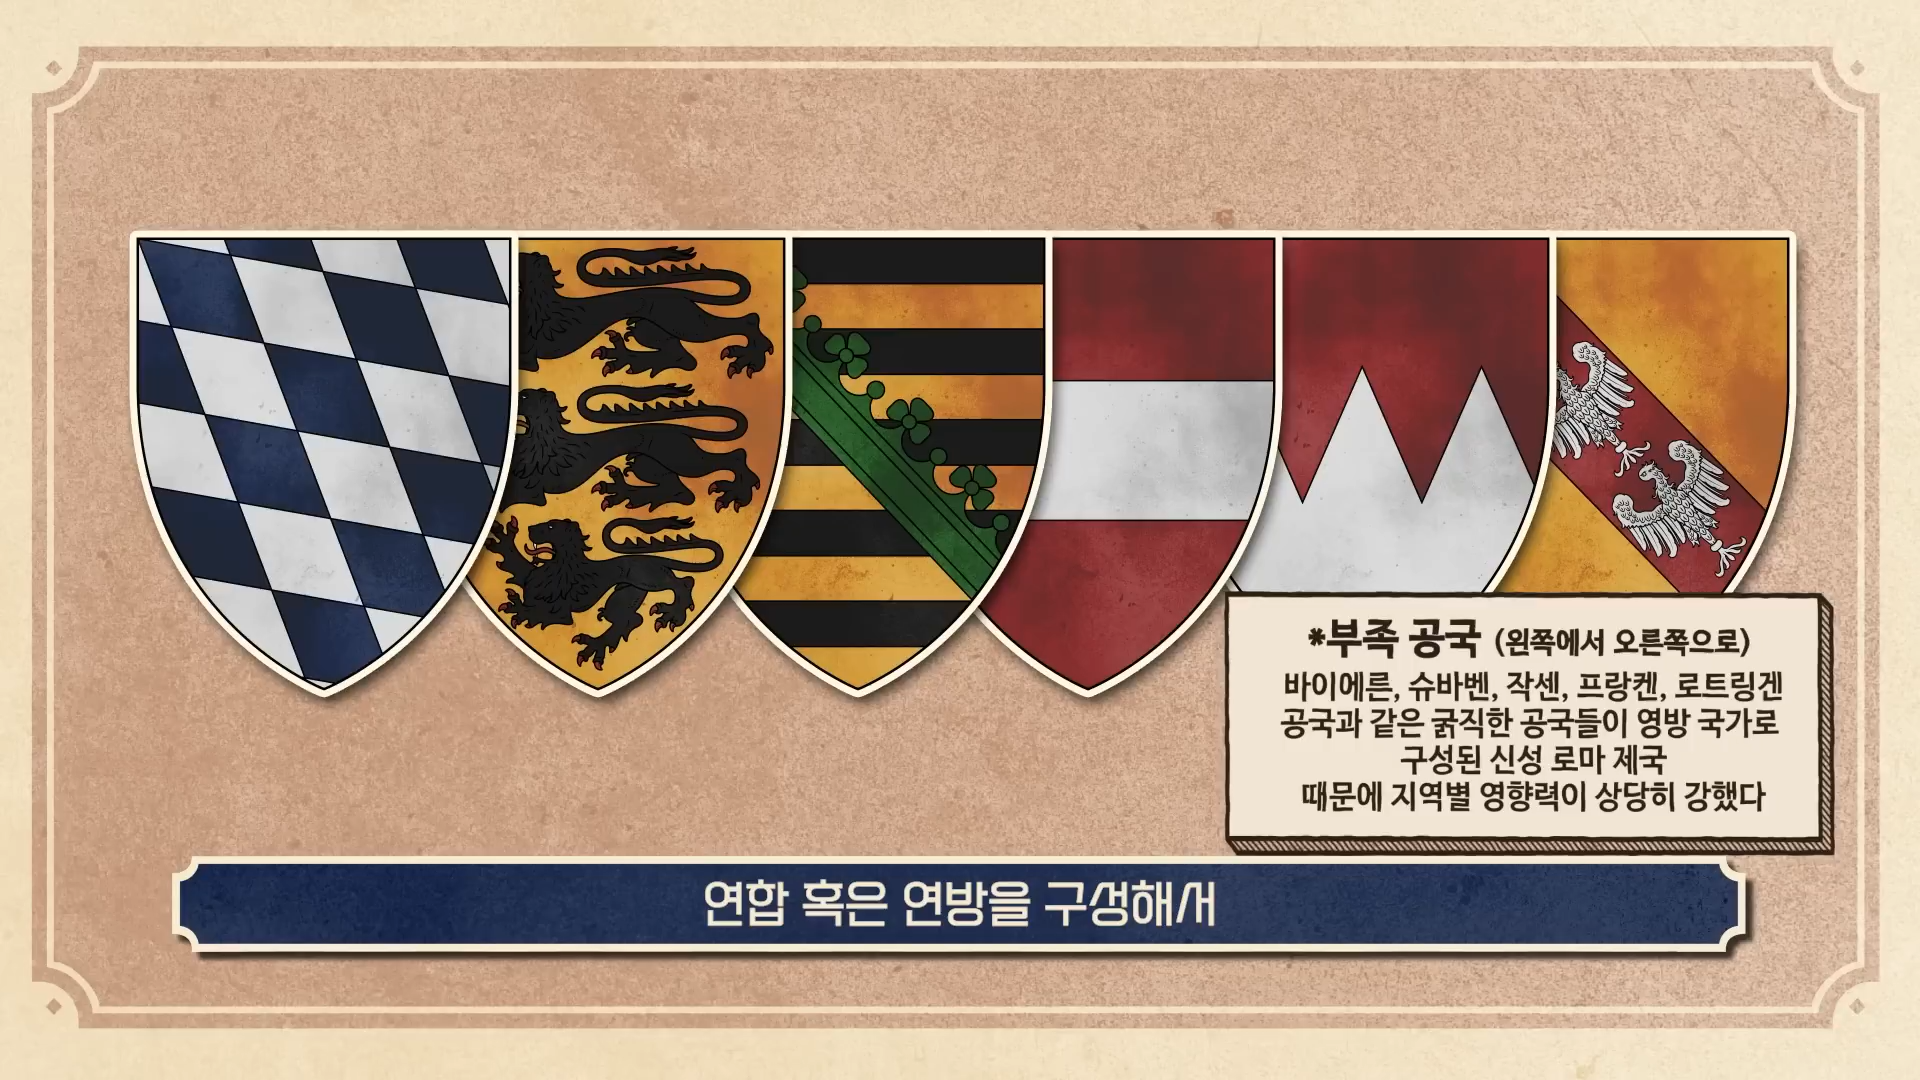 *부족 공국 (왼쪽에서 오른쪽으로)
바이에른, 슈바벤, 작센, 프랑켄, 로트링겐
공국과 같은 굵직한 공국들이 영방 국가로
구성된 신성 로마 제국
때문에 지역별 영향력이 상당히 강했다
연합 혹은 연방을 구성해서